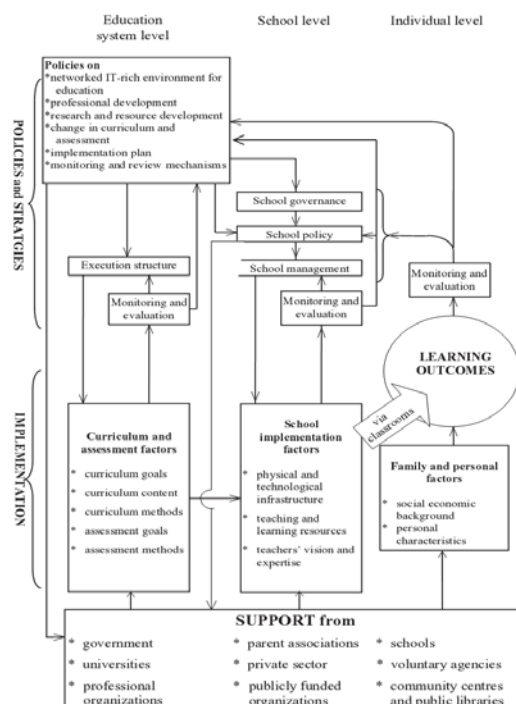 Education
system level
School level
Individual level
Policies on
*networked IT-rich environment for
education
*professional development
*research and resource development
*change in curriculum and
assessment
*implementation plan
*monitoring and review mechanisms
POLICIES and STRATGIES
School governance
School policy
Execution structure
School management
Monitoring and
evaluation
Monitoring and
evaluation
Monitoring and
evaluation
LEARNING
OUTCOMES
via
classrooms
IMPLEMENTATION
Curriculum and
assessment factors
* curriculum goals
* curriculum content
* curriculum methods
* assessment goals
* assessment methods
School
implementation
factors
* physical and
technological
infrastructure
* teaching and
learning resources
* teachers' vision and
expertise
Family and personal
factors
* social economic
background
* personal
characteristics
SUPPORT from
* government
* universities
* professional
organizations
* parent associations
* private sector
* publicly funded
organizations
* schools
* voluntary agencies
* community centres
and public libraries